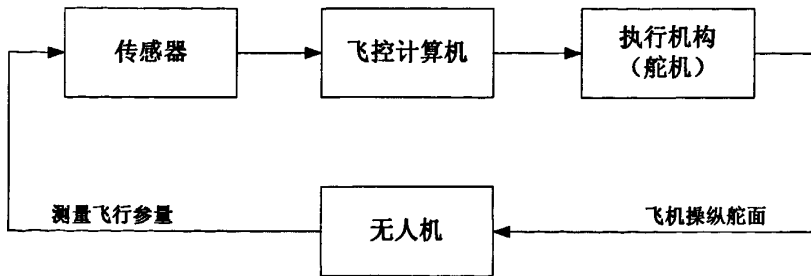 传感器
飞控计算机
执行机构
（舵机）
测量飞行参量
无人机
飞机操纵舵面